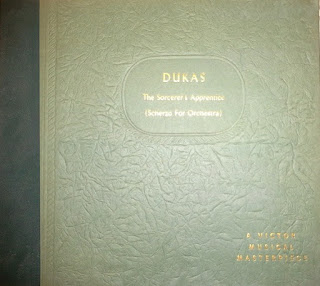 DUKAS
The Sorcerer's Apprentice
(Scherzo For Orchestra)
A VICTOR
MUSICAL
MASTERPIECE